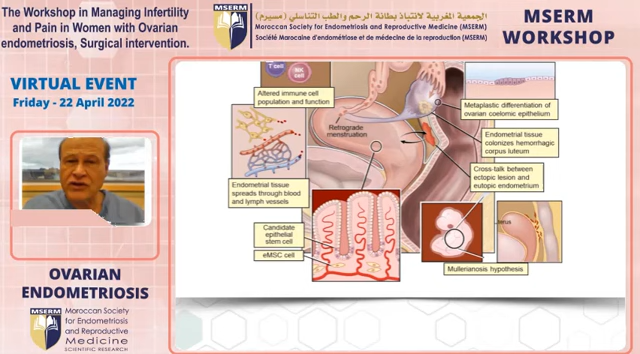 The Workshop in Managing Infertility
and Pain in Women with Ovarian
endometriosis, Surgical intervention.
MSERM
الجمعية المغربية لانتباذ بطانة الرحم والطب التناسلي (مسيرم)
Moroccan Society for Endometriosis and Reproductive Medicine (MSERM)
Société Marocaine d'endométriose et de médecine de la reproduction (MSERM)
MSERM
WORKSHOP
VIRTUAL EVENT
Friday - 22 April 2022
T cell
NK
cell
Altered immune cell
population and function
Retrograde
menstruation
Metaplastic differentiation of
ovarian coelomic epithelium
Endometrial tissue
colonizes hemorrhagic
corpus luteum
Cross-talk between
ectopic lesion and
eutopic endometrium
Endometrial tissue
spreads through blood
and lymph vessels
Candidate
epithelial
stem cell
eMSC cell
Mullerianosis hypothesis
OVARIAN
ENDOMETRIOSIS
MSERM
Moroccan Society
for Endometriosis
and Reproductive
Medicine
SCIENTIFIC RESEARCH